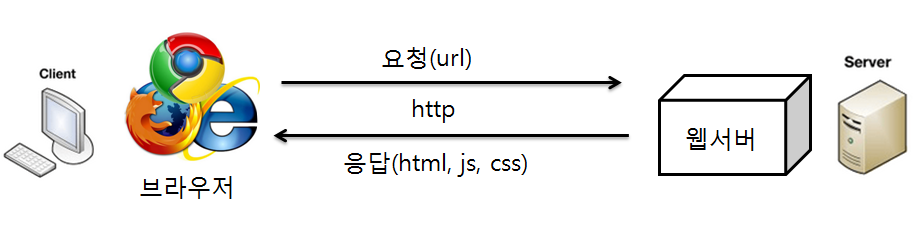 Client
브라우저
요청(url)
http
응답(html, js, css)
웹서버
Server